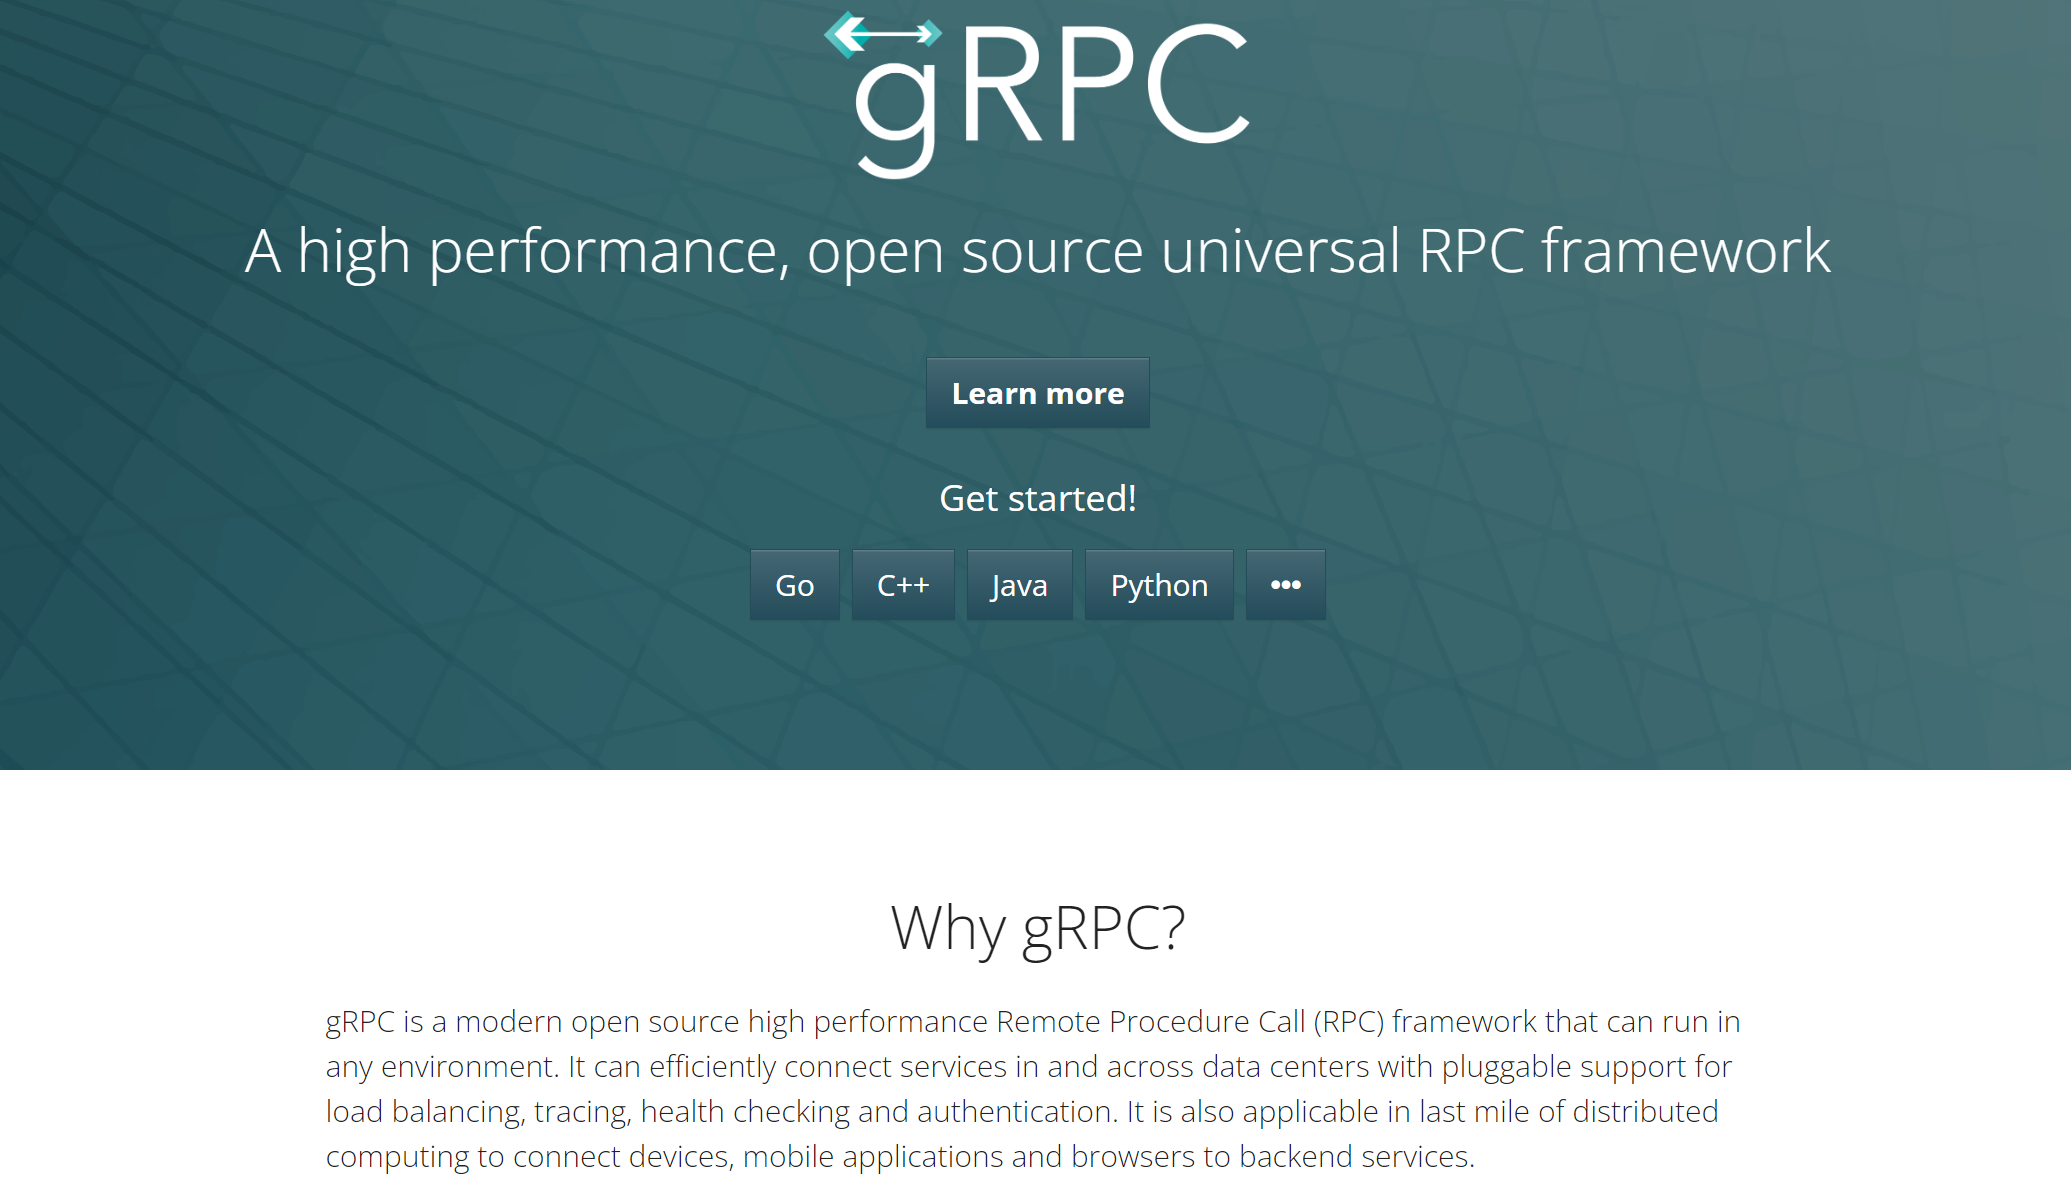 gRPC
A high performance, open source universal RPC framework
Learn more
Get started!
Go C++ Java Python •••
Why gRPC?
gRPC is a modern open source high performance Remote Procedure Call (RPC) framework that can run in
any environment. It can efficiently connect services in and across data centers with pluggable support for
load balancing, tracing, health checking and authentication. It is also applicable in last mile of distributed
computing to connect devices, mobile applications and browsers to backend services.